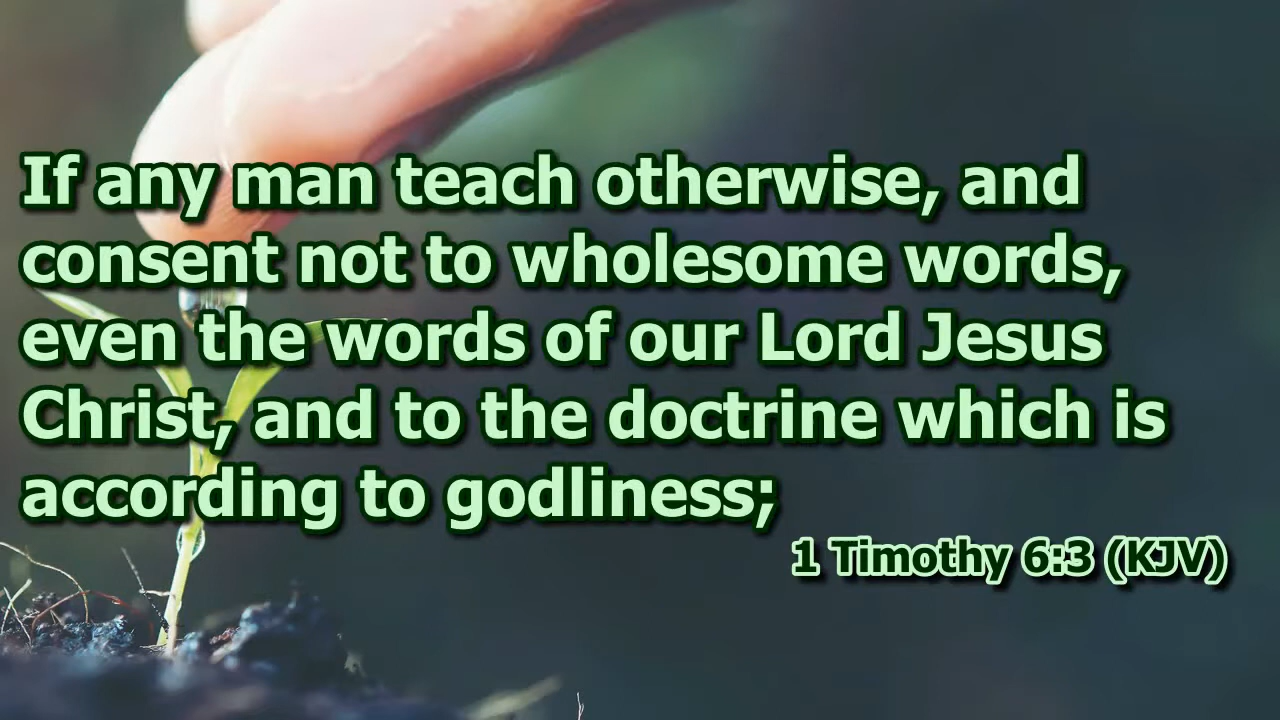 If any man teach otherwise, and
consent not to wholesome words,
even the words of our Lord Jesus
Christ, and to the doctrine which is
according to godliness;
1 Timothy 6:3 (KJV)